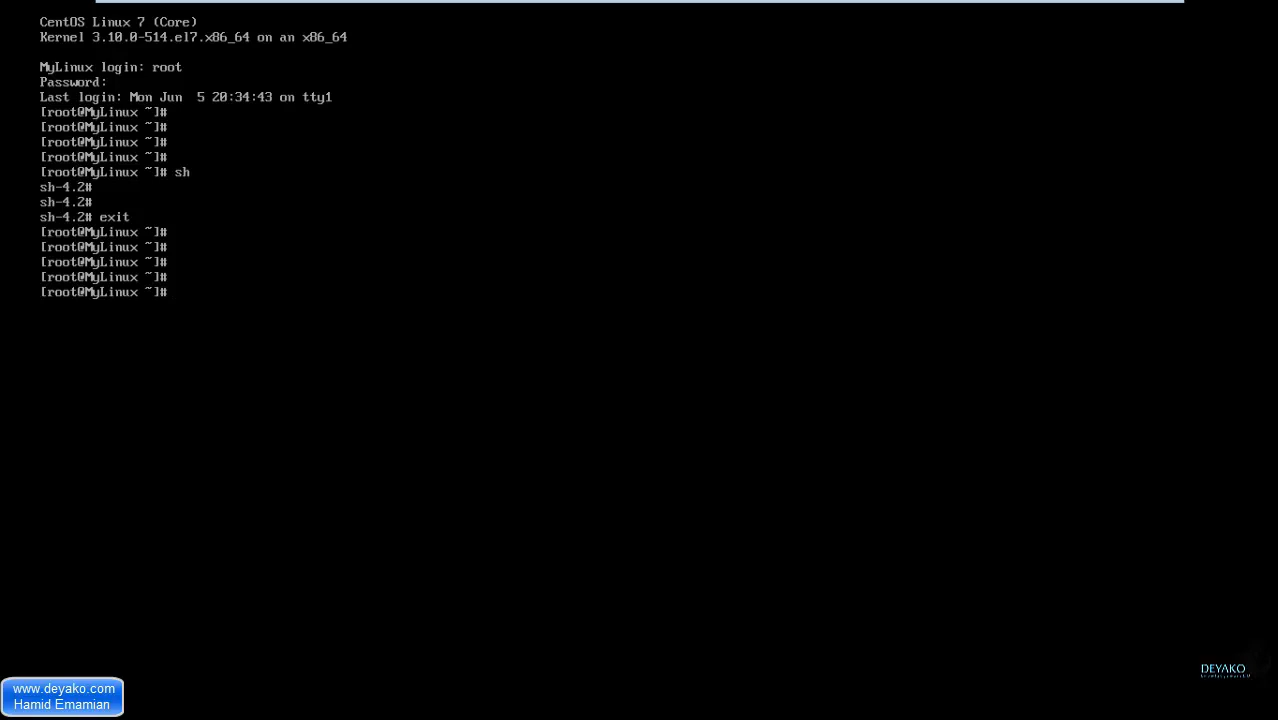 CentOS Linux 7 (Core)
Kernel 3.10.0-514.el7.x86_64 on an x86_64
MyLinux login: root
Password:
Last login: Mon Jun  5 20:34:43 on tty1
[root@MyLinux ~]#
[root@MyLinux ~]#
[root@MyLinux ~]#
[root@MyLinux ~]#
[root@MyLinux ~]# sh
sh-4.2#
sh-4.2#
sh-4.2# exit
[root@MyLinux ~]#
[root@MyLinux ~]#
[root@MyLinux ~]#
[root@MyLinux ~]#
[root@MyLinux ~]#
DEYAKO
www.deyako.com
Hamid Emamian